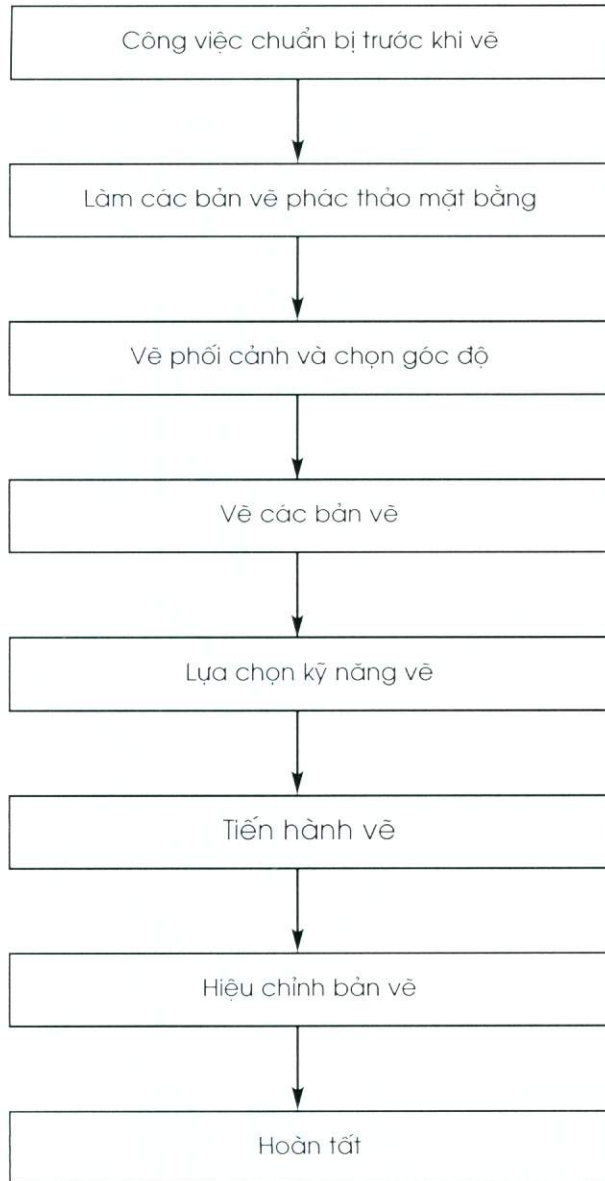 Công việc chuẩn bị trước khi vẽ
Làm các bản vẽ phác thảo mặt bằng
Vẽ phối cảnh và chọn góc độ
Vẽ các bản vẽ
Lựa chọn kỹ năng vẽ
Tiến hành vẽ
Hiệu chỉnh bản vẽ
Hoàn tất